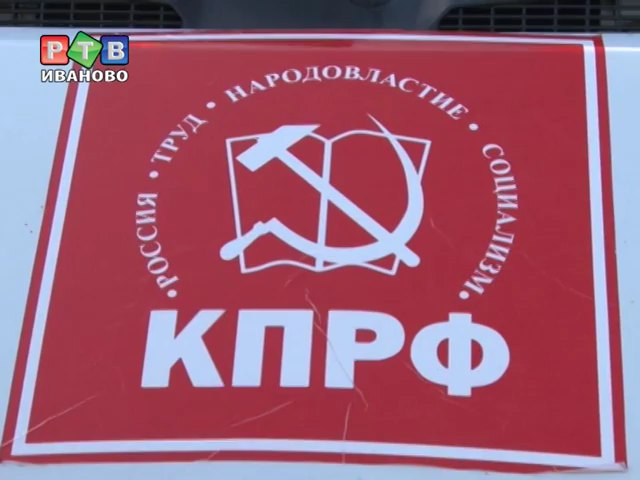 РТВ
ИВАНОВО
• РОССИЯ • ТРУД • НАРОДОВЛАСТИЕ • СОЦИАЛИЗМ •
КПРФ